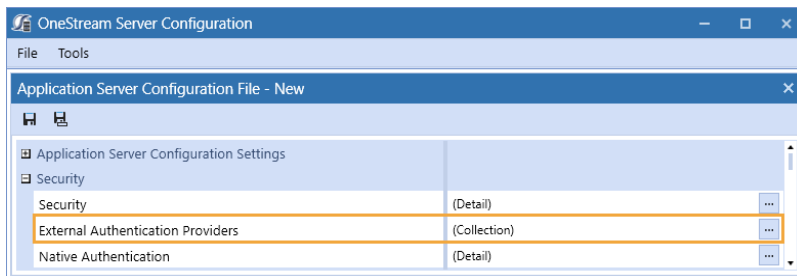 OneStream Server Configuration
File Tools
Application Server Configuration File - New
Application Server Configuration Settings
Security
Security (Detail) ...
External Authentication Providers (Collection) ...
Native Authentication (Detail) ...